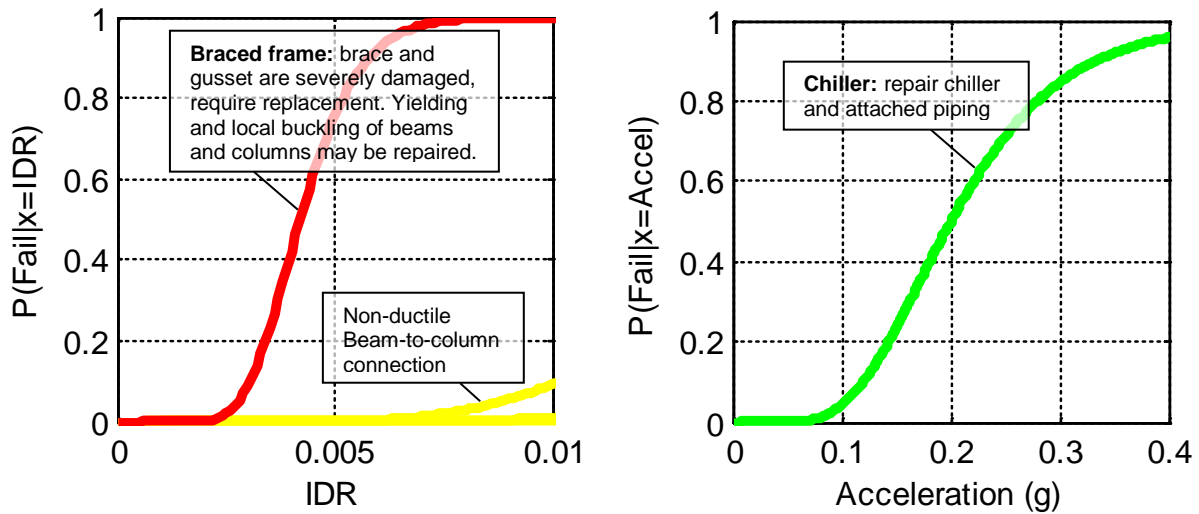 P(Fail|x=IDR)
1
0.8
0.6
0.4
0.2
0
Braced frame: brace and
gusset are severely damaged,
require replacement. Yielding
and local buckling of beams
and columns may be repaired.
Non-ductile
Beam-to-column
connection
0 0.005 0.01
IDR
P(Fail|x=Accel)
1
0.8
0.6
0.4
0.2
0
Chiller: repair chiller
and attached piping
0 0.1 0.2 0.3 0.4
Acceleration (g)